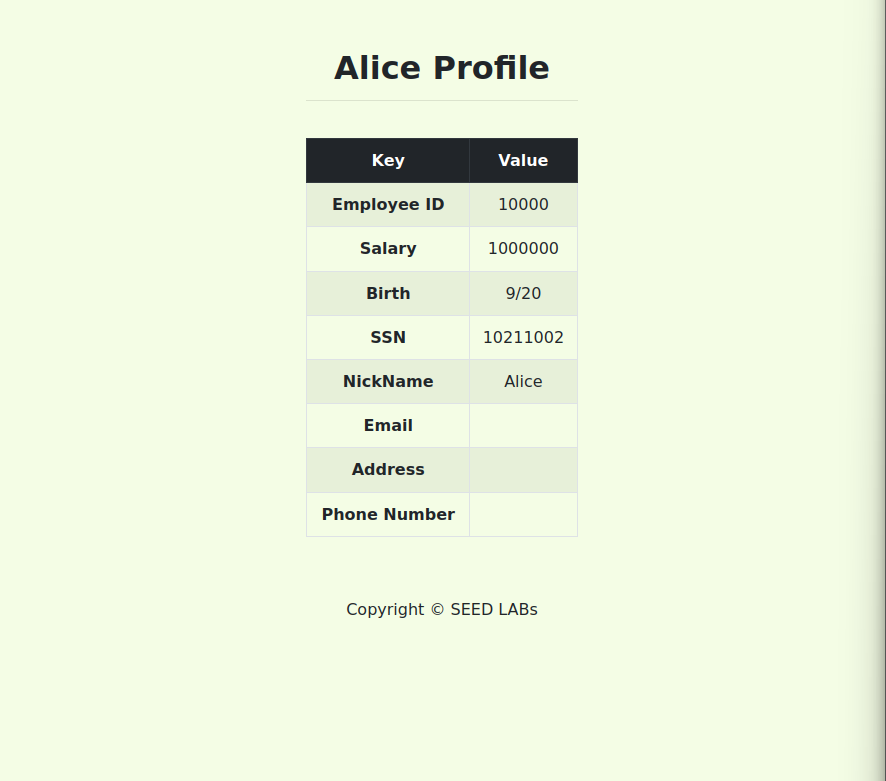 Alice Profile
Key Value
Employee ID 10000
Salary 1000000
Birth 9/20
SSN 10211002
NickName Alice
Email
Address
Phone Number
Copyright © SEED LABs